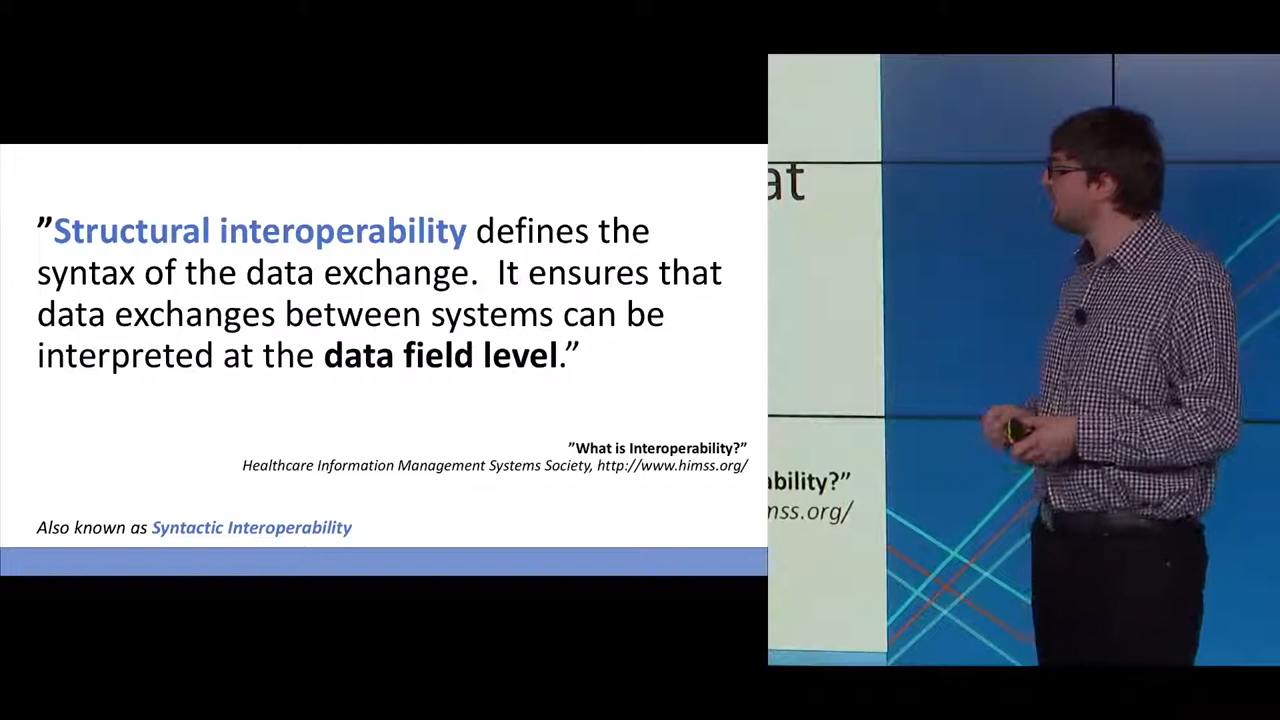 ”Structural interoperability defines the
syntax of the data exchange.  It ensures that
data exchanges between systems can be
interpreted at the data field level.”
”What is Interoperability?”
Healthcare Information Management Systems Society, http://www.himss.org/
Also known as Syntactic Interoperability
at
ability?”
mss.org/